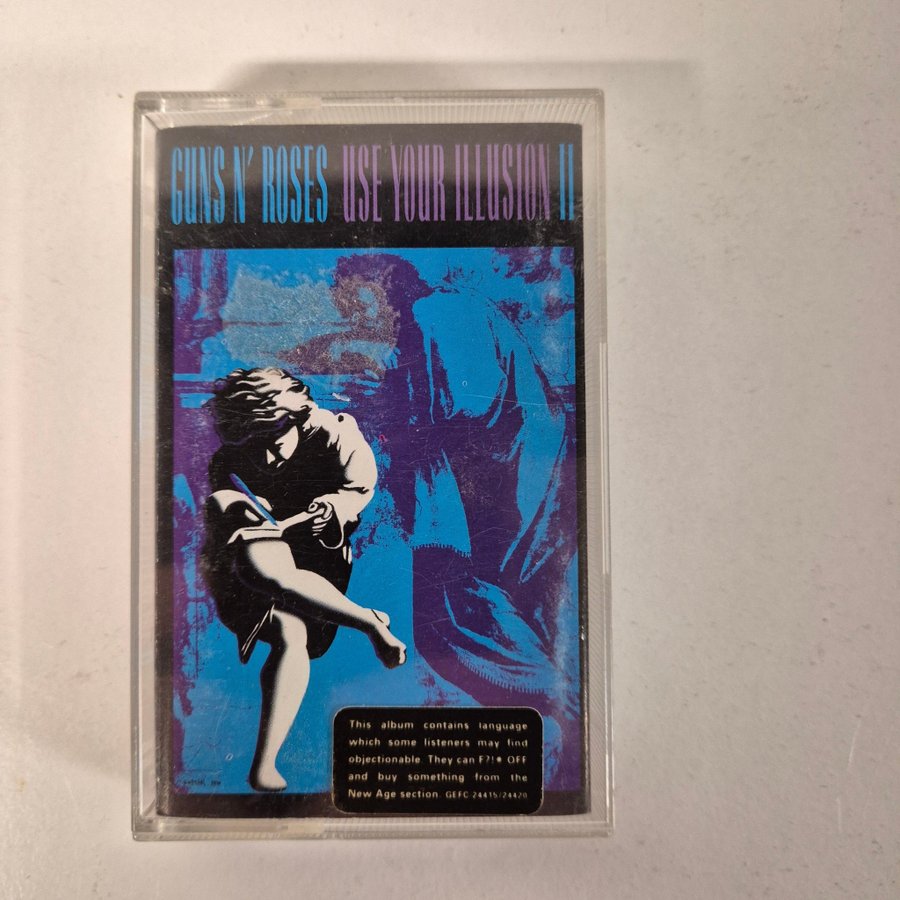 GUNS N' ROSES USE YOUR ILLUSION II
This album contains language
which some listeners may find
objectionable. They can F?!* OFF
and buy something from the
New Age section. GEFC 24415/24420